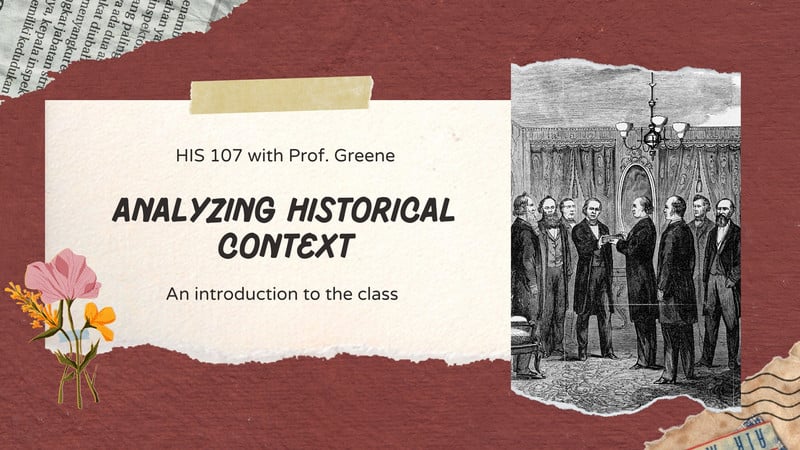 HIS 107 with Prof. Greene
ANALYZING HISTORICAL
CONTEXT
An introduction to the class